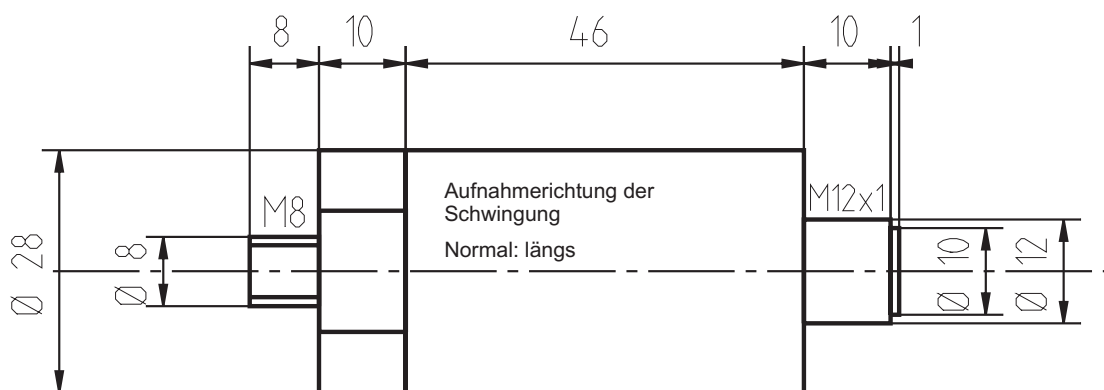 8 10 46 10 1
Aufnahmerichtung der
Schwingung
Normal: längs
M8
M12x1
Ø 28
Ø 8
Ø 10
Ø 12